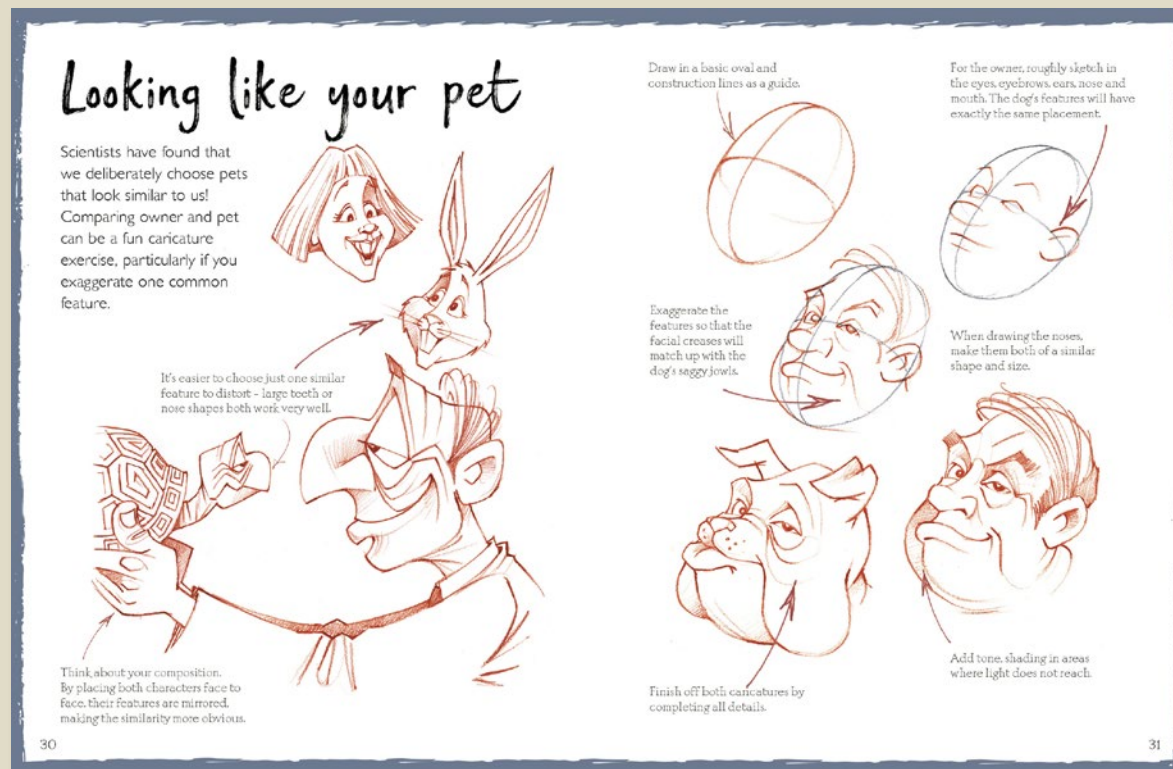 Looking like your pet
Scientists have found that
we deliberately choose pets
that look similar to us!
Comparing owner and pet
can be a fun caricature
exercise, particularly if you
exaggerate one common
feature.
It's easier to choose just one similar
feature to distort - large teeth or
nose shapes both work very well.
Think about your composition.
By placing both characters face to
face, their features are mirrored,
making the similarity more obvious.
30
Draw in a basic oval and
construction lines as a guide.
For the owner, roughly sketch in
the eyes, eyebrows, ears, nose and
mouth. The dog's features will have
exactly the same placement.
Exaggerate the
features so that the
facial creases will
match up with the
dog's saggy jowls.
When drawing the noses,
make them both of a similar
shape and size.
Finish off both caricatures by
completing all details.
Add tone, shading in areas
where light does not reach.
31